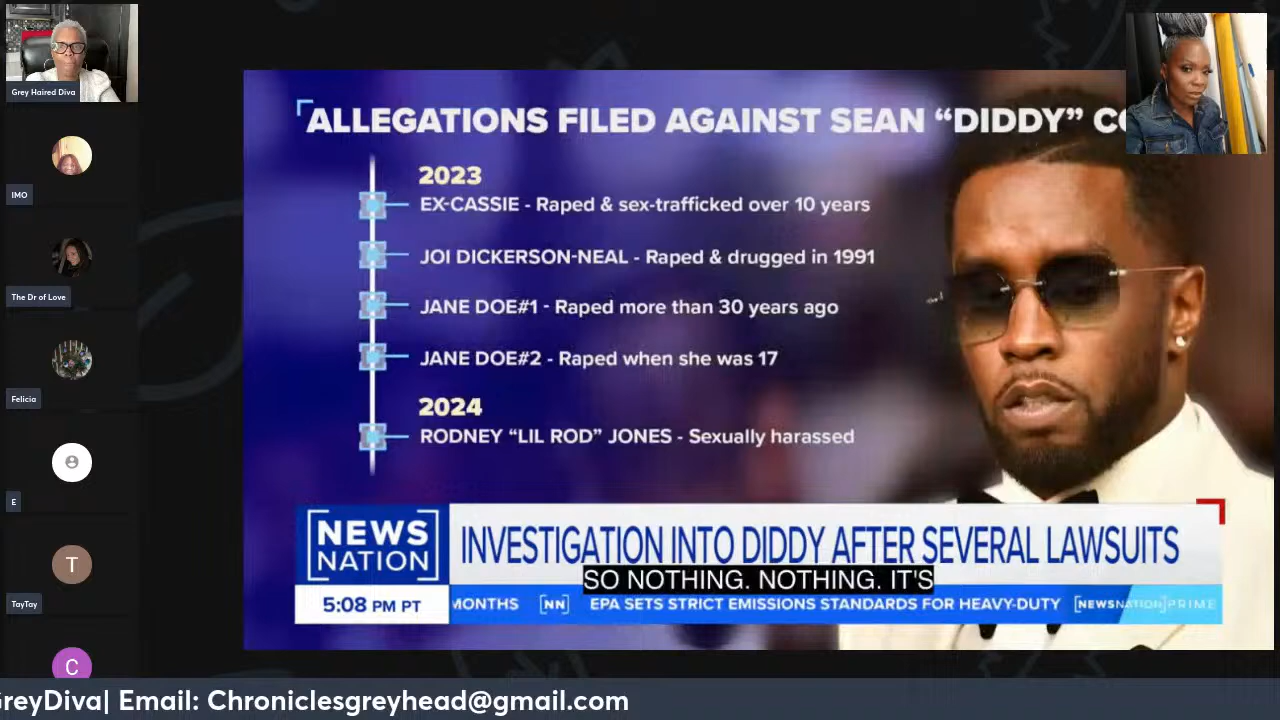 Grey Haired Diva
IMO
The Dr of Love
Felicia
E
T
TayTay
C
ALLEGATIONS FILED AGAINST SEAN “DIDDY” CO
2023
EX-CASSIE - Raped & sex-trafficked over 10 years
JOI DICKERSON-NEAL - Raped & drugged in 1991
JANE DOE#1 - Raped more than 30 years ago
JANE DOE#2 - Raped when she was 17
2024
RODNEY “LIL ROD” JONES - Sexually harassed
NEWS
NATION
INVESTIGATION INTO DIDDY AFTER SEVERAL LAWSUITS
SO NOTHING. NOTHING. IT'S
5:08 PM PT
MONTHS [NN] EPA SETS STRICT EMISSIONS STANDARDS FOR HEAVY-DUTY [NEWSNATION]PRIME
GreyDiva| Email: Chroniclesgreyhead@gmail.com